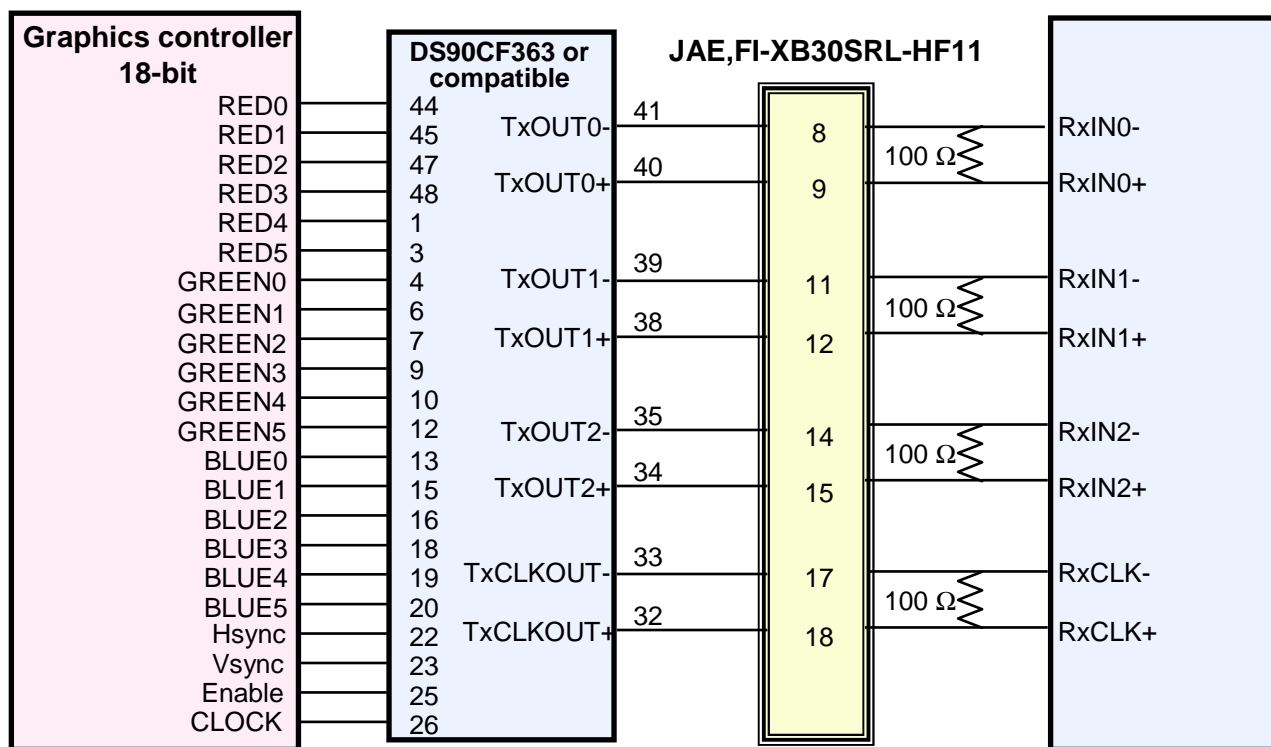 Graphics controller
18-bit
RED0
RED1
RED2
RED3
RED4
RED5
GREEN0
GREEN1
GREEN2
GREEN3
GREEN4
GREEN5
BLUE0
BLUE1
BLUE2
BLUE3
BLUE4
BLUE5
Hsync
Vsync
Enable
CLOCK
DS90CF363 or
compatible
44
45
47
48
1
3
4
6
7
9
10
12
13
15
16
18
19
20
22
23
25
26
TxOUT0-
TxOUT0+
TxOUT1-
TxOUT1+
TxOUT2-
TxOUT2+
TxCLKOUT-
TxCLKOUT+
41
40
39
38
35
34
33
32
JAE,FI-XB30SRL-HF11
8
9
11
12
14
15
17
18
100 Ω
100 Ω
100 Ω
100 Ω
RxIN0-
RxIN0+
RxIN1-
RxIN1+
RxIN2-
RxIN2+
RxCLK-
RxCLK+